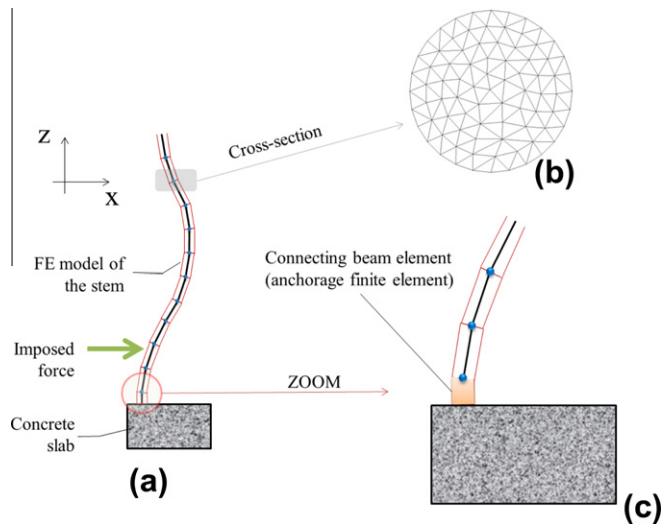 Z
X
Cross-section
(b)
FE model of
the stem
Connecting beam element
(anchorage finite element)
Imposed
force
ZOOM
Concrete
slab
(a)
(c)